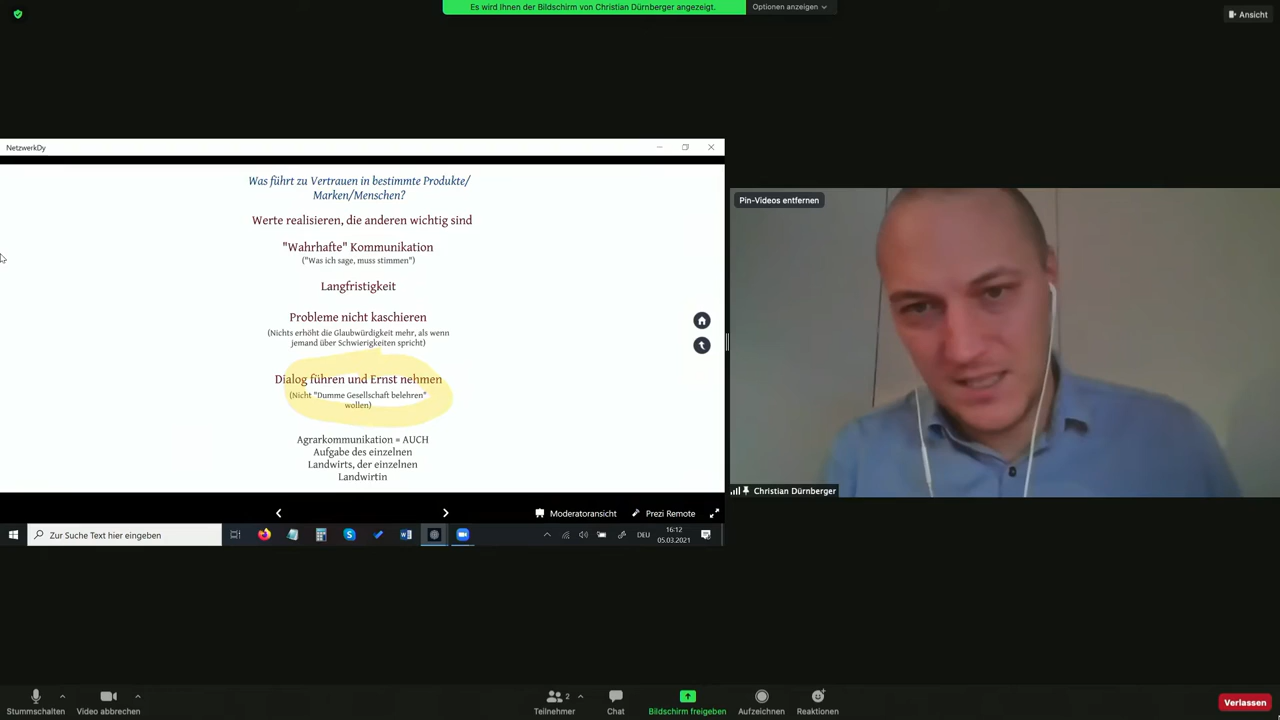 Es wird Ihnen der Bildschirm von Christian Dürnberger angezeigt.
Optionen anzeigen
Ansicht
NetzwerkDy
Was führt zu Vertrauen in bestimmte Produkte/
Marken/Menschen?
Werte realisieren, die anderen wichtig sind
"Wahrhafte" Kommunikation
("Was ich sage, muss stimmen")
Langfristigkeit
Probleme nicht kaschieren
(Nichts erhöht die Glaubwürdigkeit mehr, als wenn
jemand über Schwierigkeiten spricht)
Dialog führen und Ernst nehmen
(Nicht "Dumme Gesellschaft belehren"
wollen)
Agrarkommunikation = AUCH
Aufgabe des einzelnen
Landwirts, der einzelnen
Landwirtin
Moderatoransicht
Prezi Remote
Zur Suche Text hier eingeben
DEU
16:12
05.03.2021
Pin-Videos entfernen
Christian Dürnberger
Stummschalten
Video abbrechen
2
Teilnehmer
Chat
Bildschirm freigeben
Aufzeichnen
Reaktionen
Verlassen